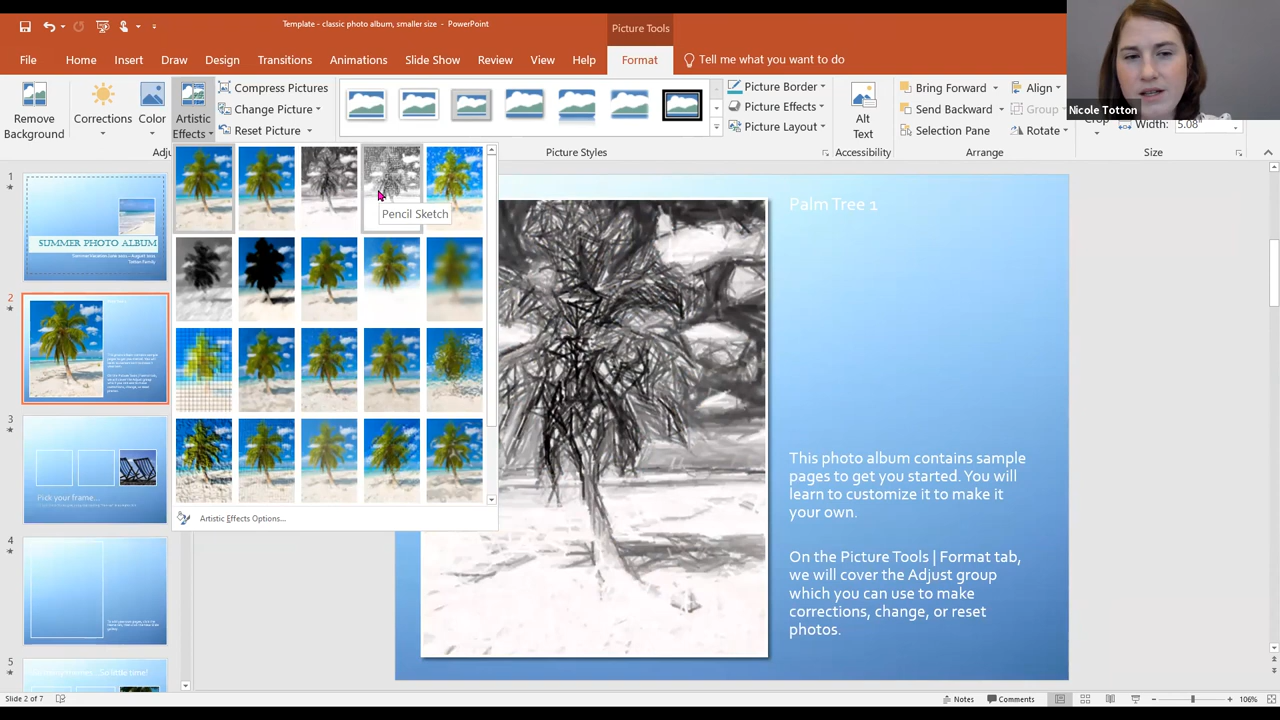 Template - classic photo album, smaller size - PowerPoint
Picture Tools
File
Home
Insert
Draw
Design
Transitions
Animations
Slide Show
Review
View
Help
Format
Tell me what you want to do
Nicole Totton
Remove
Background
Corrections
Color
Artistic
Effects
Compress Pictures
Change Picture
Reset Picture
Picture Border
Picture Effects
Picture Layout
Alt
Text
Bring Forward
Send Backward
Selection Pane
Align
Group
Rotate
Crop
Width:
5.08"
Picture Styles
Accessibility
Arrange
Size
Pencil Sketch
Artistic Effects Options...
1
SUMMER PHOTO ALBUM
2
3
Pick your frame...
4
5
Palm Tree 1
This photo album contains sample
pages to get you started. You will
learn to customize it to make it
your own.
On the Picture Tools | Format tab,
we will cover the Adjust group
which you can use to make
corrections, change, or reset
photos.
Slide 2 of 7
Notes
Comments
106%